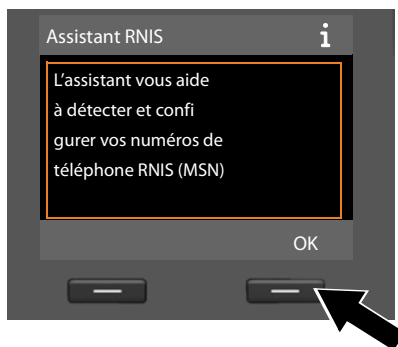 Assistant RNIS i
L'assistant vous aide
à détecter et confi
gurer vos numéros de
téléphone RNIS (MSN)
OK